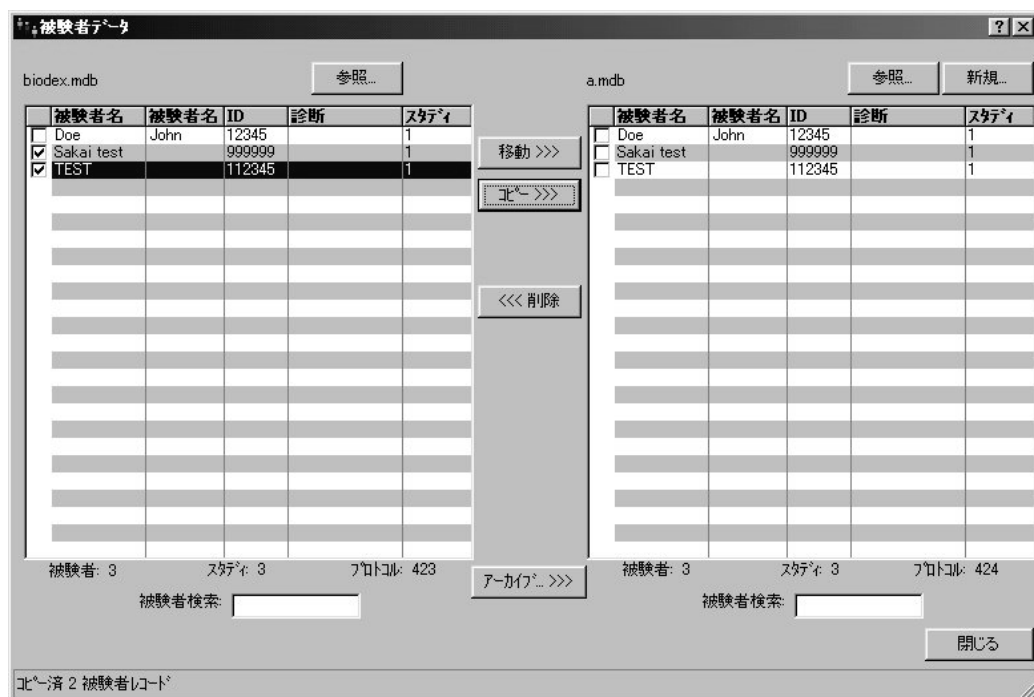 被験者ﾃﾞｰﾀ
biodex.mdb 参照... a.mdb 参照... 新規...
被験者名 被験者名 ID 診断 ｽﾀﾃﾞｨ 被験者名 被験者名 ID 診断 ｽﾀﾃﾞｨ
Doe John 12345 1 Doe John 12345 1
Sakai test 999999 1 移動 >>> Sakai test 999999 1
TEST 112345 1 TEST 112345 1
ｺﾋﾟｰ >>>
<<< 削除
被験者: 3 ｽﾀﾃﾞｨ: 3 ﾌﾟﾛﾄｺﾙ: 423 被験者: 3 ｽﾀﾃﾞｨ: 3 ﾌﾟﾛﾄｺﾙ: 424
ｱｰｶｲﾌﾞ... >>>
被験者検索: 被験者検索:
閉じる
ｺﾋﾟｰ済 2 被験者ﾚｺｰﾄﾞ